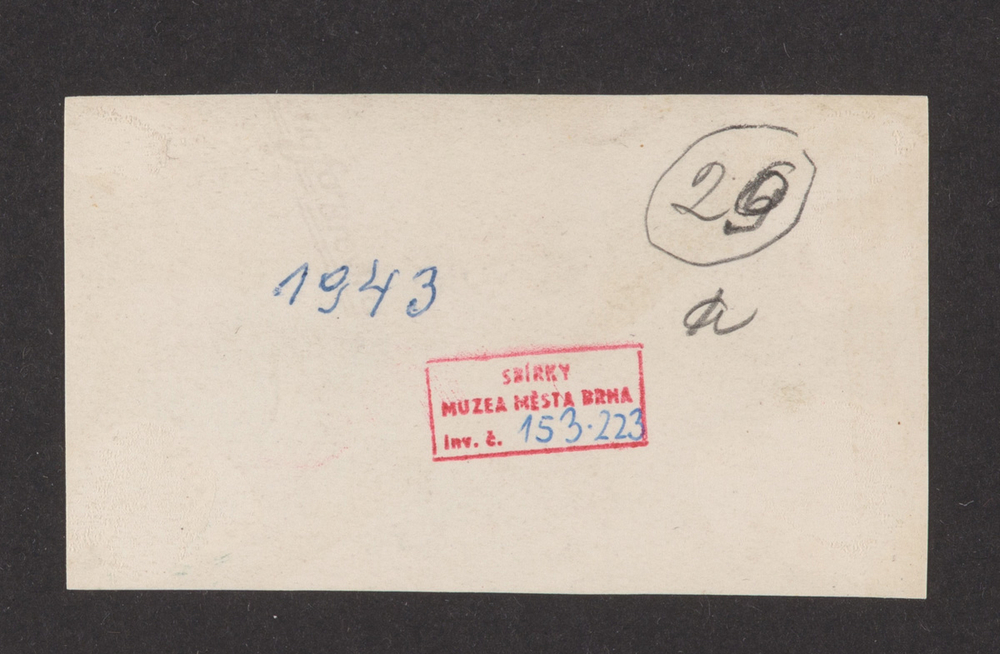 29
1943
a
SBÍRKY
MUZEA MĚSTA BRNA
inv. č. 153.223